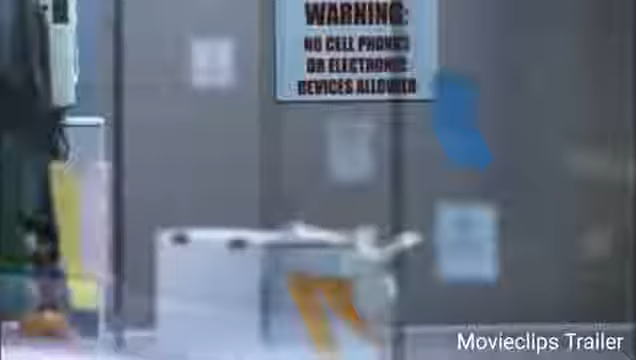 WARNING:
NO CELL PHONES
OR ELECTRONIC
DEVICES ALLOWED
Movieclips Trailer